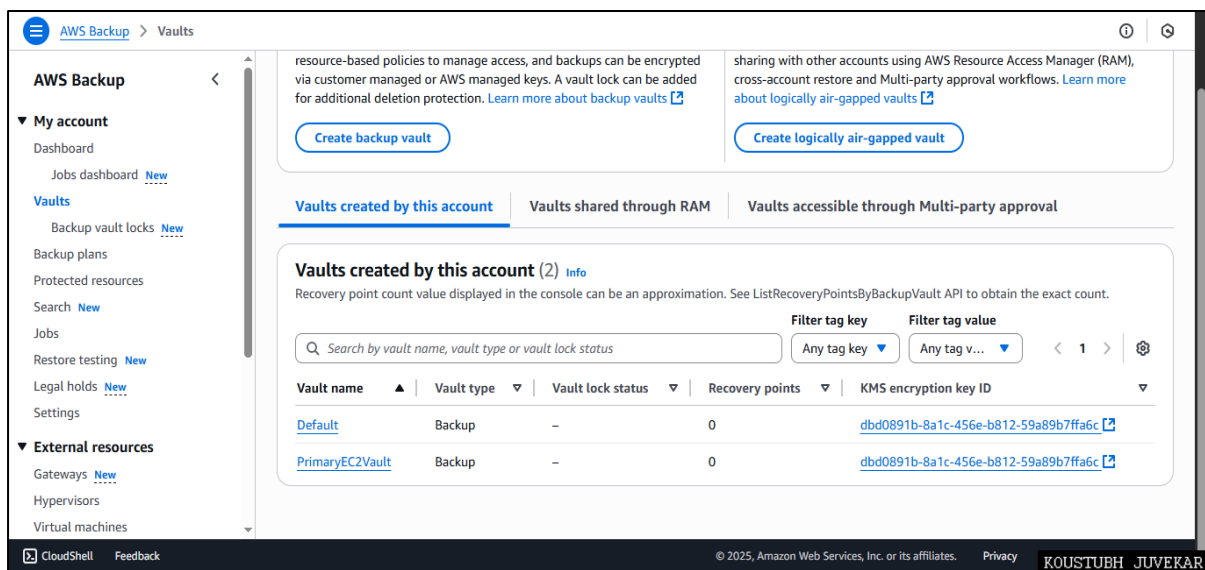 AWS Backup > Vaults
AWS Backup
My account
Dashboard
Jobs dashboard New
Vaults
Backup vault locks New
Backup plans
Protected resources
Search New
Jobs
Restore testing New
Legal holds New
Settings
External resources
Gateways New
Hypervisors
Virtual machines
resource-based policies to manage access, and backups can be encrypted
via customer managed or AWS managed keys. A vault lock can be added
for additional deletion protection. Learn more about backup vaults
Create backup vault
sharing with other accounts using AWS Resource Access Manager (RAM),
cross-account restore and Multi-party approval workflows. Learn more
about logically air-gapped vaults
Create logically air-gapped vault
Vaults created by this account Vaults shared through RAM Vaults accessible through Multi-party approval
Vaults created by this account (2) Info
Recovery point count value displayed in the console can be an approximation. See ListRecoveryPointsByBackupVault API to obtain the exact count.
Filter tag key Filter tag value
Search by vault name, vault type or vault lock status Any tag key Any tag v... < 1 >
Vault name Vault type Vault lock status Recovery points KMS encryption key ID
Default Backup – 0 dbd0891b-8a1c-456e-b812-59a89b7ffa6c
PrimaryEC2Vault Backup – 0 dbd0891b-8a1c-456e-b812-59a89b7ffa6c
CloudShell Feedback © 2025, Amazon Web Services, Inc. or its affiliates. Privacy
KOUSTUBH JUVEKAR